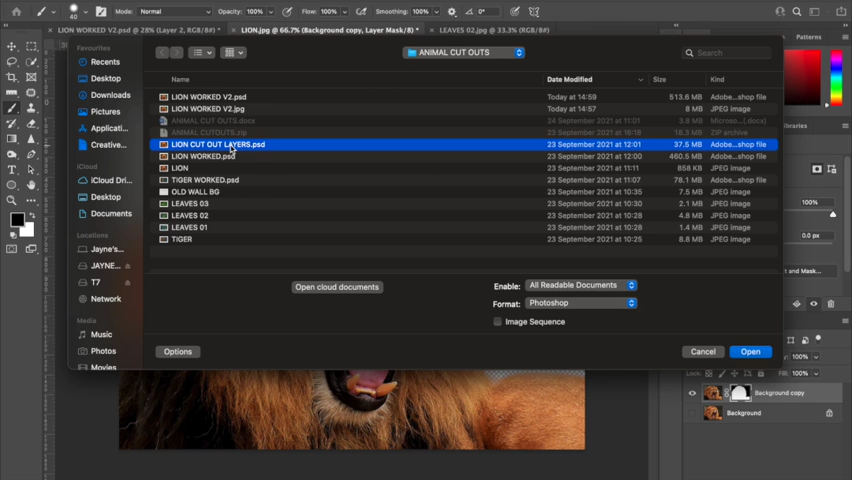 40
Mode: Normal
Opacity: 100%
Flow: 100%
Smoothing: 100%
0°
LION WORKED V2.psd @ 28% (Layer 2, RGB/8#) *
LION.jpg @ 66.7% (Background copy, Layer Mask/8) *
LEAVES 02.jpg @ 33.3% (RGB/8#)
Favourites
Recents
Desktop
Downloads
Pictures
Applicati...
Creative...
iCloud
iCloud Dri...
Desktop
Documents
Locations
Jayne's...
JAYNE...
T7
Network
Media
Music
Photos
Movies
ANIMAL CUT OUTS
Search
Name
Date Modified
Size
Kind
LION WORKED V2.psd Today at 14:59 513.6 MB Adobe...shop file
LION WORKED V2.jpg Today at 14:57 8 MB JPEG image
ANIMAL CUT OUTS.docx 24 September 2021 at 11:01 3.8 MB Microso...(.docx)
ANIMAL CUTOUTS.zip 18.3 MB ZIP archive
LION CUT OUT LAYERS.psd 23 September 2021 at 12:01 37.5 MB Adobe...shop file
LION WORKED.psd 23 September 2021 at 12:00 460.5 MB Adobe...shop file
LION 23 September 2021 at 11:11 858 KB JPEG image
TIGER WORKED.psd 23 September 2021 at 11:07 78.1 MB Adobe...shop file
OLD WALL BG 23 September 2021 at 10:35 7.5 MB JPEG image
LEAVES 03 23 September 2021 at 10:28 2.1 MB JPEG image
LEAVES 02 23 September 2021 at 10:28 4.8 MB JPEG image
LEAVES 01 23 September 2021 at 10:28 1.4 MB JPEG image
TIGER 23 September 2021 at 10:25 8.8 MB JPEG image
Open cloud documents
Enable: All Readable Documents
Format: Photoshop
Image Sequence
Options
Cancel
Open
Patterns
ibraries
100%
0.0 px
t and Mask...
100%
Lock:
Fill: 100%
Background copy
Background